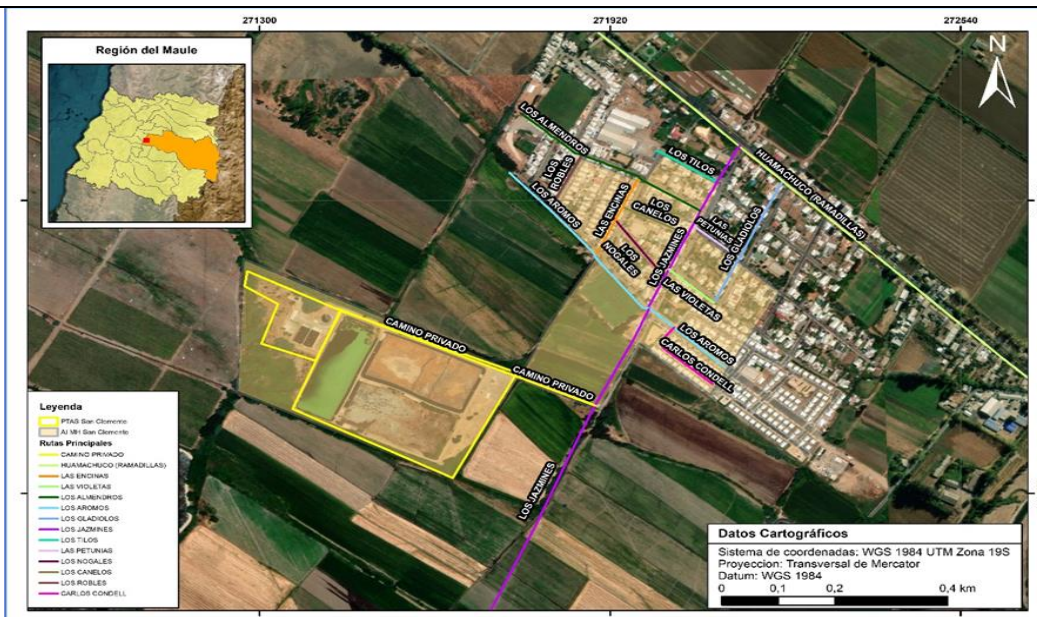 271300
271920
272540
Región del Maule
N
LOS ALMENDROS
LOS TILOS
HUAMACHUCO (RAMADILLAS)
LOS
ROBLES
LOS AROMOS
LAS ENCINAS
LOS
CANELOS
LAS
PETUNIAS
LOS GLADIOLOS
LOS
NOGALES
LOS JAZMINES
LAS VIOLETAS
LOS AROMOS
CARLOS CONDELL
CAMINO PRIVADO
CAMINO PRIVADO
LOS JAZMINES
Leyenda
PTAS San Clemente
AI MH San Clemente
Rutas Principales
CAMINO PRIVADO
HUAMACHUCO (RAMADILLAS)
LAS ENCINAS
LAS VIOLETAS
LOS ALMENDROS
LOS AROMOS
LOS GLADIOLOS
LOS JAZMINES
LOS TILOS
LAS PETUNIAS
LOS NOGALES
LOS CANELOS
LOS ROBLES
CARLOS CONDELL
Datos Cartográficos
Sistema de coordenadas: WGS 1984 UTM Zona 19S
Proyeccion: Transversal de Mercator
Datum: WGS 1984
0 0,1 0,2 0,4 km